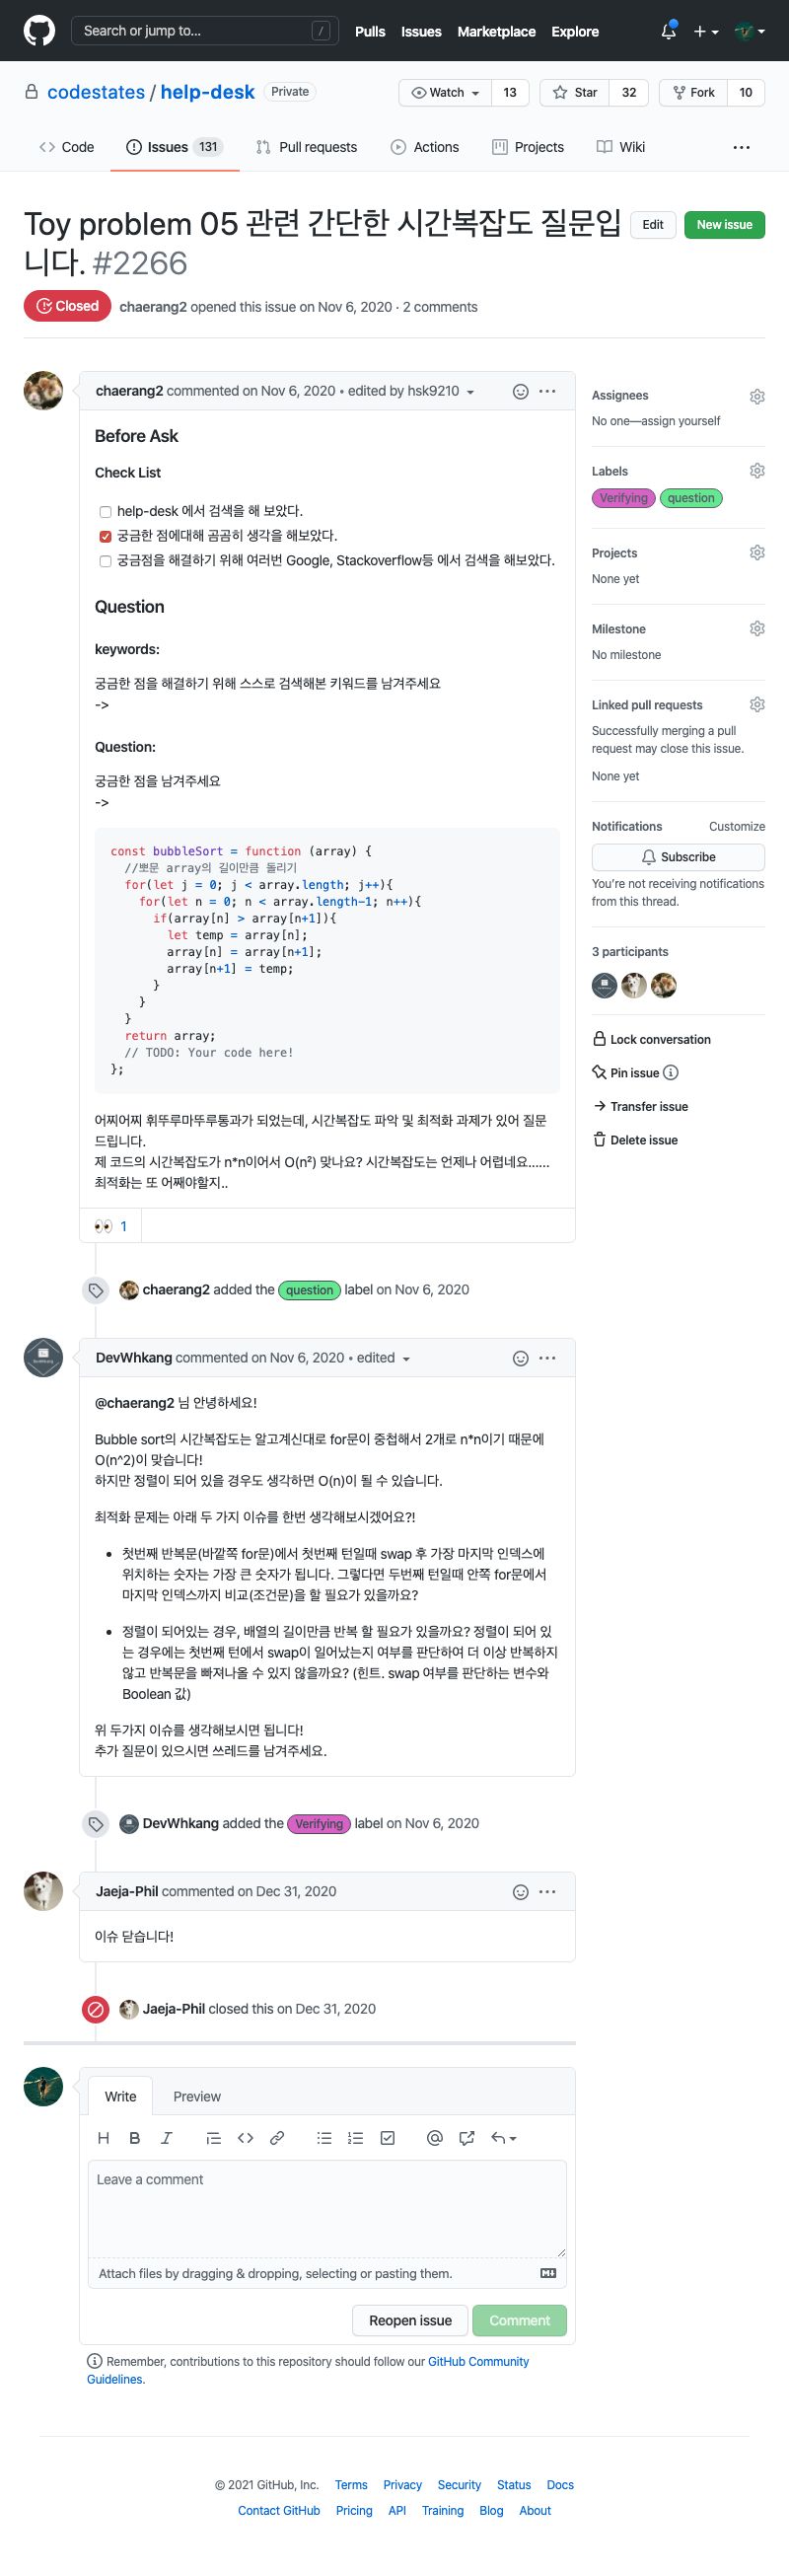 Search or jump to... /
Pulls Issues Marketplace Explore
codestates / help-desk Private
Watch 13 Star 32 Fork 10
Code Issues 131 Pull requests Actions Projects Wiki
Toy problem 05 관련 간단한 시간복잡도 질문입
니다. #2266
Edit New issue
Closed chaerang2 opened this issue on Nov 6, 2020 · 2 comments
chaerang2 commented on Nov 6, 2020 • edited by hsk9210
Before Ask
Check List
help-desk 에서 검색을 해 보았다.
궁금한 점에대해 곰곰히 생각을 해보았다.
궁금점을 해결하기 위해 여러번 Google, Stackoverflow등 에서 검색을 해보았다.
Question
keywords:
궁금한 점을 해결하기 위해 스스로 검색해본 키워드를 남겨주세요
->
Question:
궁금한 점을 남겨주세요
->
const bubbleSort = function (array) {
//뽀문 array의 길이만큼 돌리기
for(let j = 0; j < array.length; j++){
for(let n = 0; n < array.length-1; n++){
if(array[n] > array[n+1]){
let temp = array[n];
array[n] = array[n+1];
array[n+1] = temp;
}
}
}
return array;
// TODO: Your code here!
};
어찌어찌 휘뚜루마뚜루통과가 되었는데, 시간복잡도 파악 및 최적화 과제가 있어 질문
드립니다.
제 코드의 시간복잡도가 n*n이어서 O(n²) 맞나요? 시간복잡도는 언제나 어렵네요......
최적화는 또 어째야할지..
👀 1
chaerang2 added the question label on Nov 6, 2020
DevWhkang commented on Nov 6, 2020 • edited
@chaerang2 님 안녕하세요!
Bubble sort의 시간복잡도는 알고계신대로 for문이 중첩해서 2개로 n*n이기 때문에
O(n^2)이 맞습니다!
하지만 정렬이 되어 있을 경우도 생각하면 O(n)이 될 수 있습니다.
최적화 문제는 아래 두 가지 이슈를 한번 생각해보시겠어요?!
• 첫번째 반복문(바깥쪽 for문)에서 첫번째 턴일때 swap 후 가장 마지막 인덱스에
위치하는 숫자는 가장 큰 숫자가 됩니다. 그렇다면 두번째 턴일때 안쪽 for문에서
마지막 인덱스까지 비교(조건문)을 할 필요가 있을까요?
• 정렬이 되어있는 경우, 배열의 길이만큼 반복 할 필요가 있을까요? 정렬이 되어 있
는 경우에는 첫번째 턴에서 swap이 일어났는지 여부를 판단하여 더 이상 반복하지
않고 반복문을 빠져나올 수 있지 않을까요? (힌트. swap 여부를 판단하는 변수와
Boolean 값)
위 두가지 이슈를 생각해보시면 됩니다!
추가 질문이 있으시면 쓰레드를 남겨주세요.
DevWhkang added the Verifying label on Nov 6, 2020
Jaeja-Phil commented on Dec 31, 2020
이슈 닫습니다!
Jaeja-Phil closed this on Dec 31, 2020
Write Preview
Leave a comment
Attach files by dragging & dropping, selecting or pasting them.
Reopen issue Comment
Remember, contributions to this repository should follow our GitHub Community
Guidelines.
Assignees
No one—assign yourself
Labels
Verifying question
Projects
None yet
Milestone
No milestone
Linked pull requests
Successfully merging a pull
request may close this issue.
None yet
Notifications Customize
Subscribe
You're not receiving notifications
from this thread.
3 participants
Lock conversation
Pin issue
Transfer issue
Delete issue
© 2021 GitHub, Inc. Terms Privacy Security Status Docs
Contact GitHub Pricing API Training Blog About